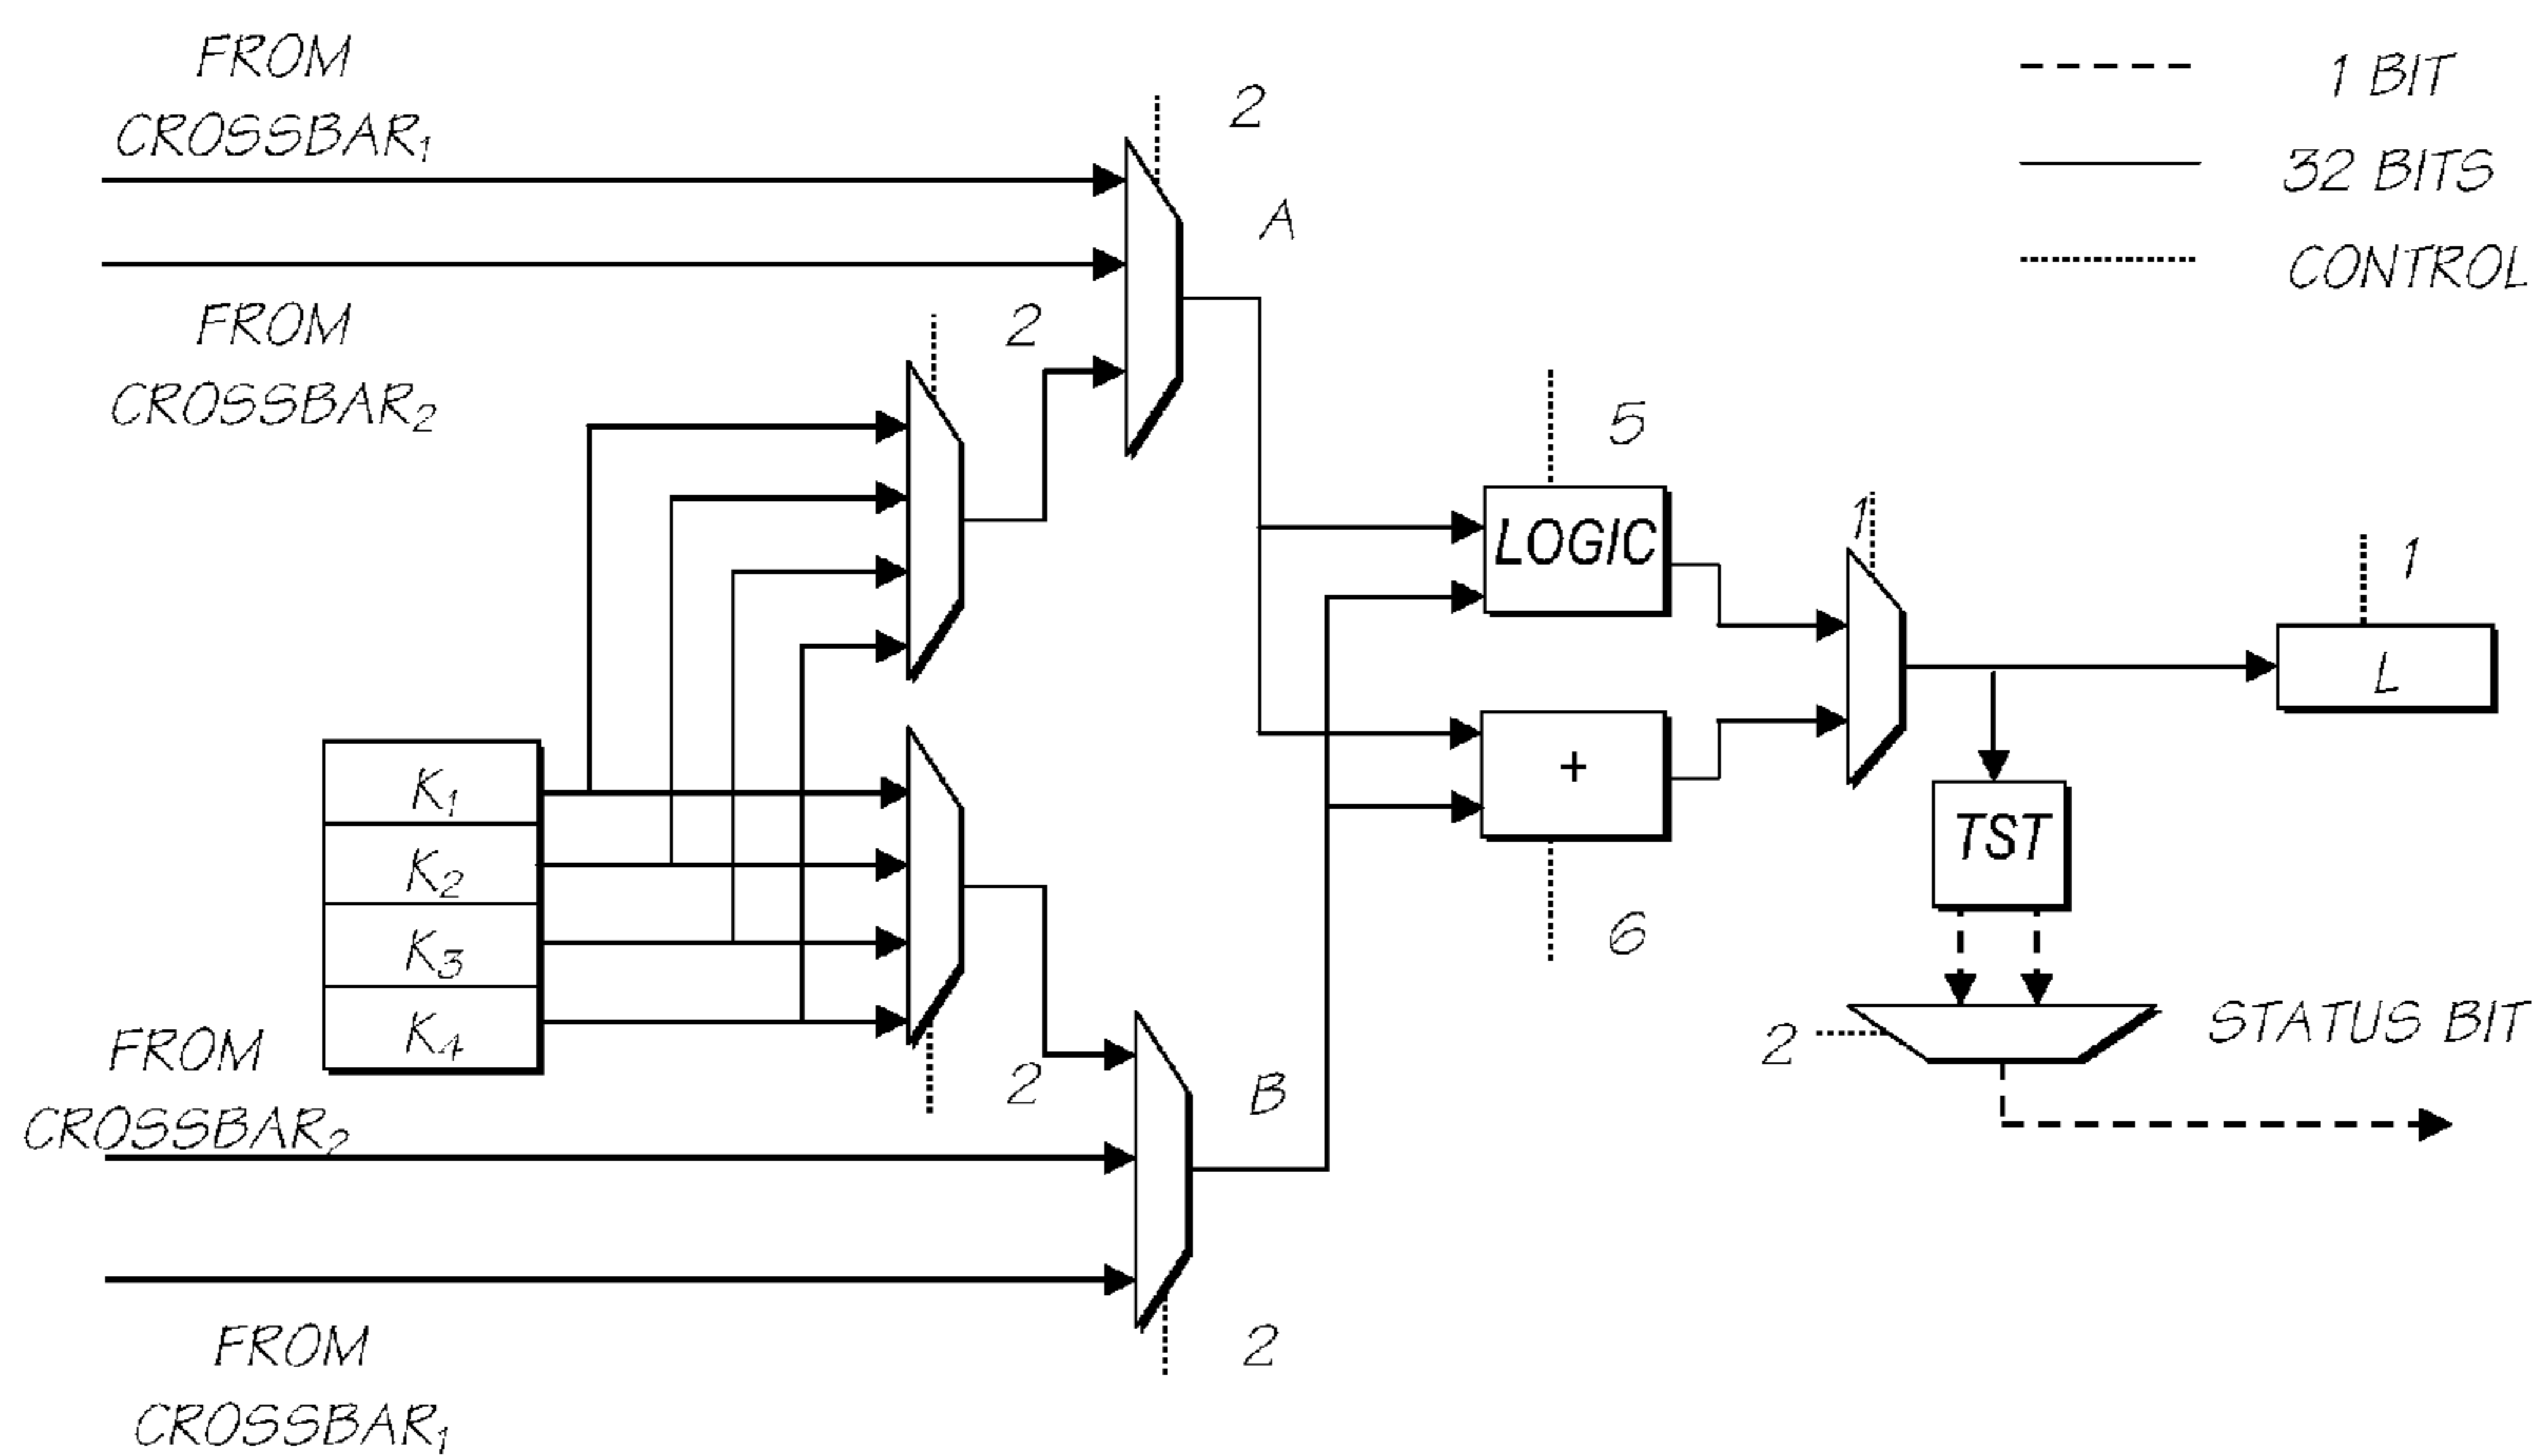 FROM
CROSSBAR₁
2
A
1 BIT
32 BITS
CONTROL
FROM
CROSSBAR₂
2
5
LOGIC
1
1
L
K₁
K₂
K₃
K₄
+
TST
6
FROM
CROSSBAR₂
2
B
2
STATUS BIT
2
FROM
CROSSBAR₁